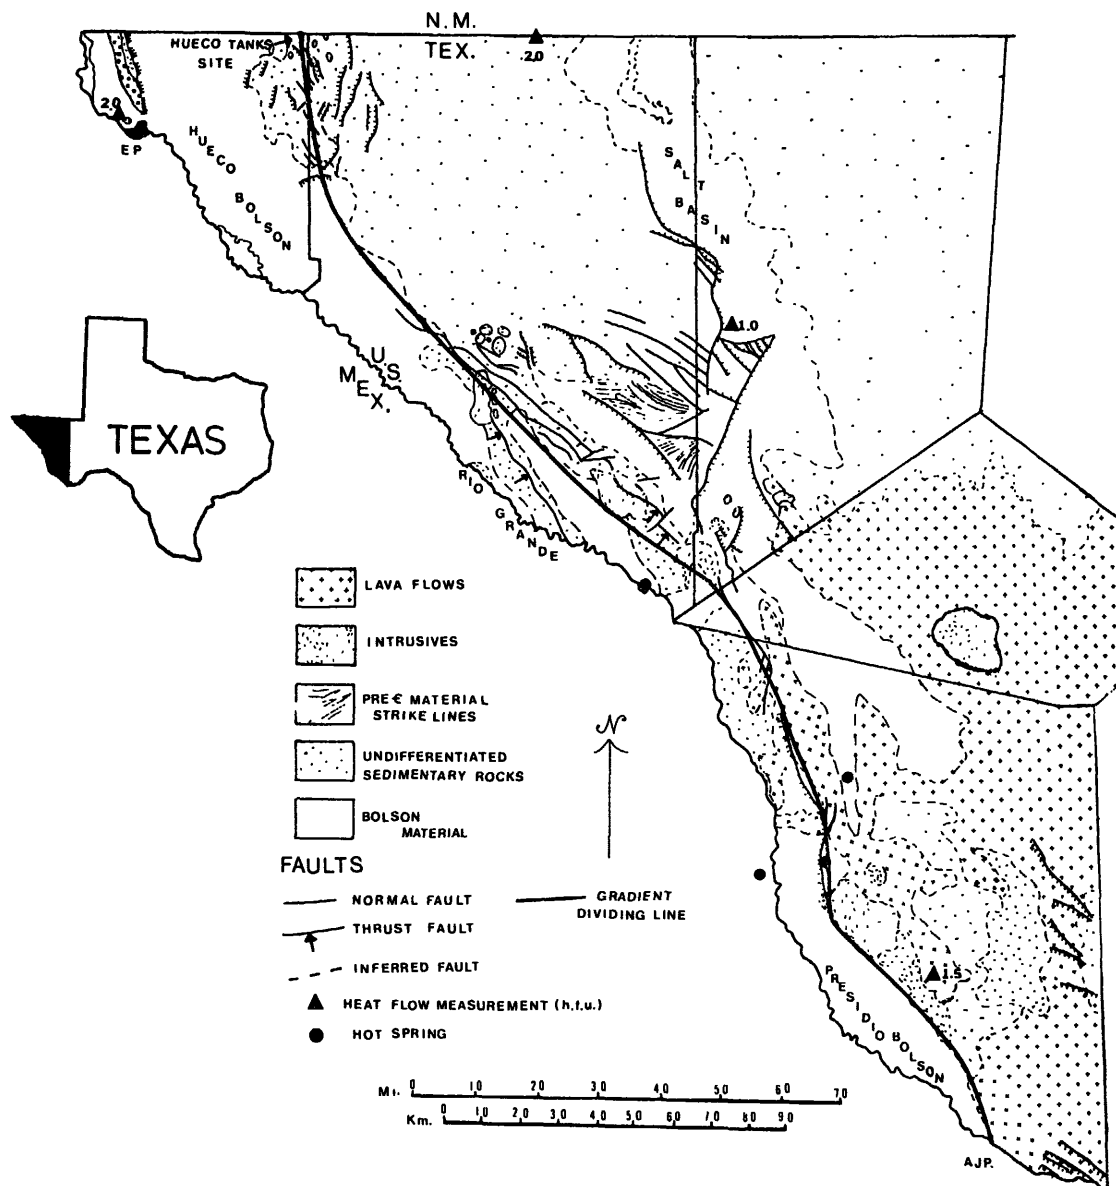 N.M.
TEX.
HUECO TANKS
SITE
2.0
2.0
EP
HUECO BOLSON
SALT BASIN
1.0
U.S
MEX.
TEXAS
RIO GRANDE
LAVA FLOWS
INTRUSIVES
PRE-Є MATERIAL
STRIKE LINES
UNDIFFERENTIATED
SEDIMENTARY ROCKS
BOLSON
MATERIAL
N
FAULTS
NORMAL FAULT
GRADIENT
DIVIDING LINE
THRUST FAULT
INFERRED FAULT
HEAT FLOW MEASUREMENT (h.f.u.)
HOT SPRING
1.5
PRESIDIO BOLSON
Mi. 0 10 20 30 40 50 60 70
Km. 0 10 20 30 40 50 60 70 80 90
AJP.